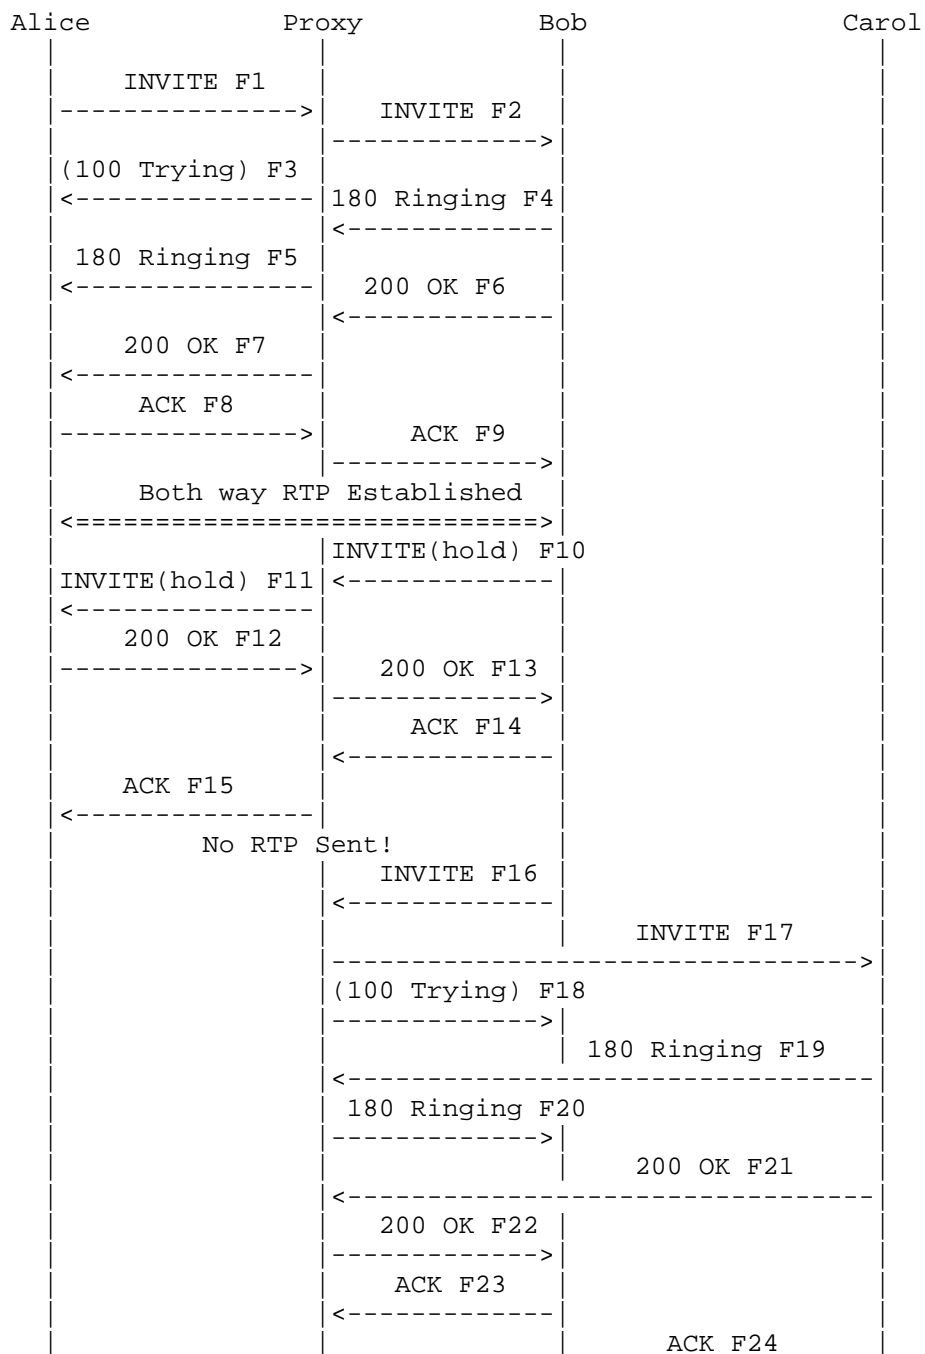 Alice Proxy Bob Carol
INVITE F1
INVITE F2
(100 Trying) F3
180 Ringing F4
180 Ringing F5
200 OK F6
200 OK F7
ACK F8
ACK F9
Both way RTP Established
INVITE(hold) F10
INVITE(hold) F11
200 OK F12
200 OK F13
ACK F14
ACK F15
No RTP Sent!
INVITE F16
INVITE F17
(100 Trying) F18
180 Ringing F19
180 Ringing F20
200 OK F21
200 OK F22
ACK F23
ACK F24